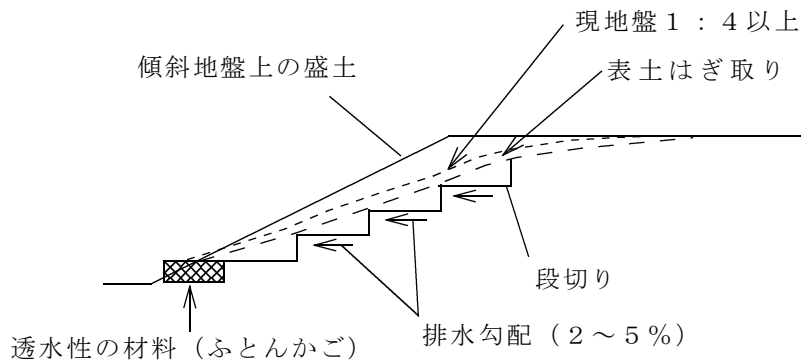 現地盤１：４以上
傾斜地盤上の盛土
表土はぎ取り
段切り
排水勾配（２～５％）
透水性の材料（ふとんかご）